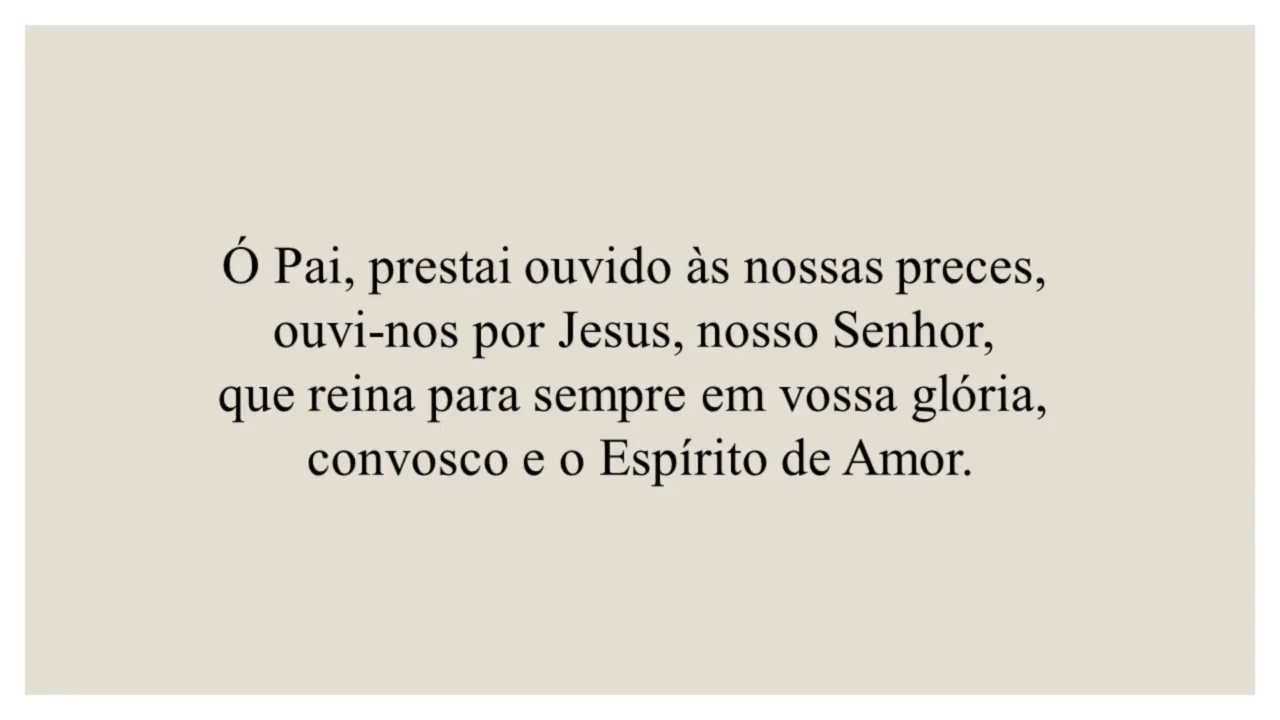 Ó Pai, prestai ouvido às nossas preces,
ouvi-nos por Jesus, nosso Senhor,
que reina para sempre em vossa glória,
convosco e o Espírito de Amor.